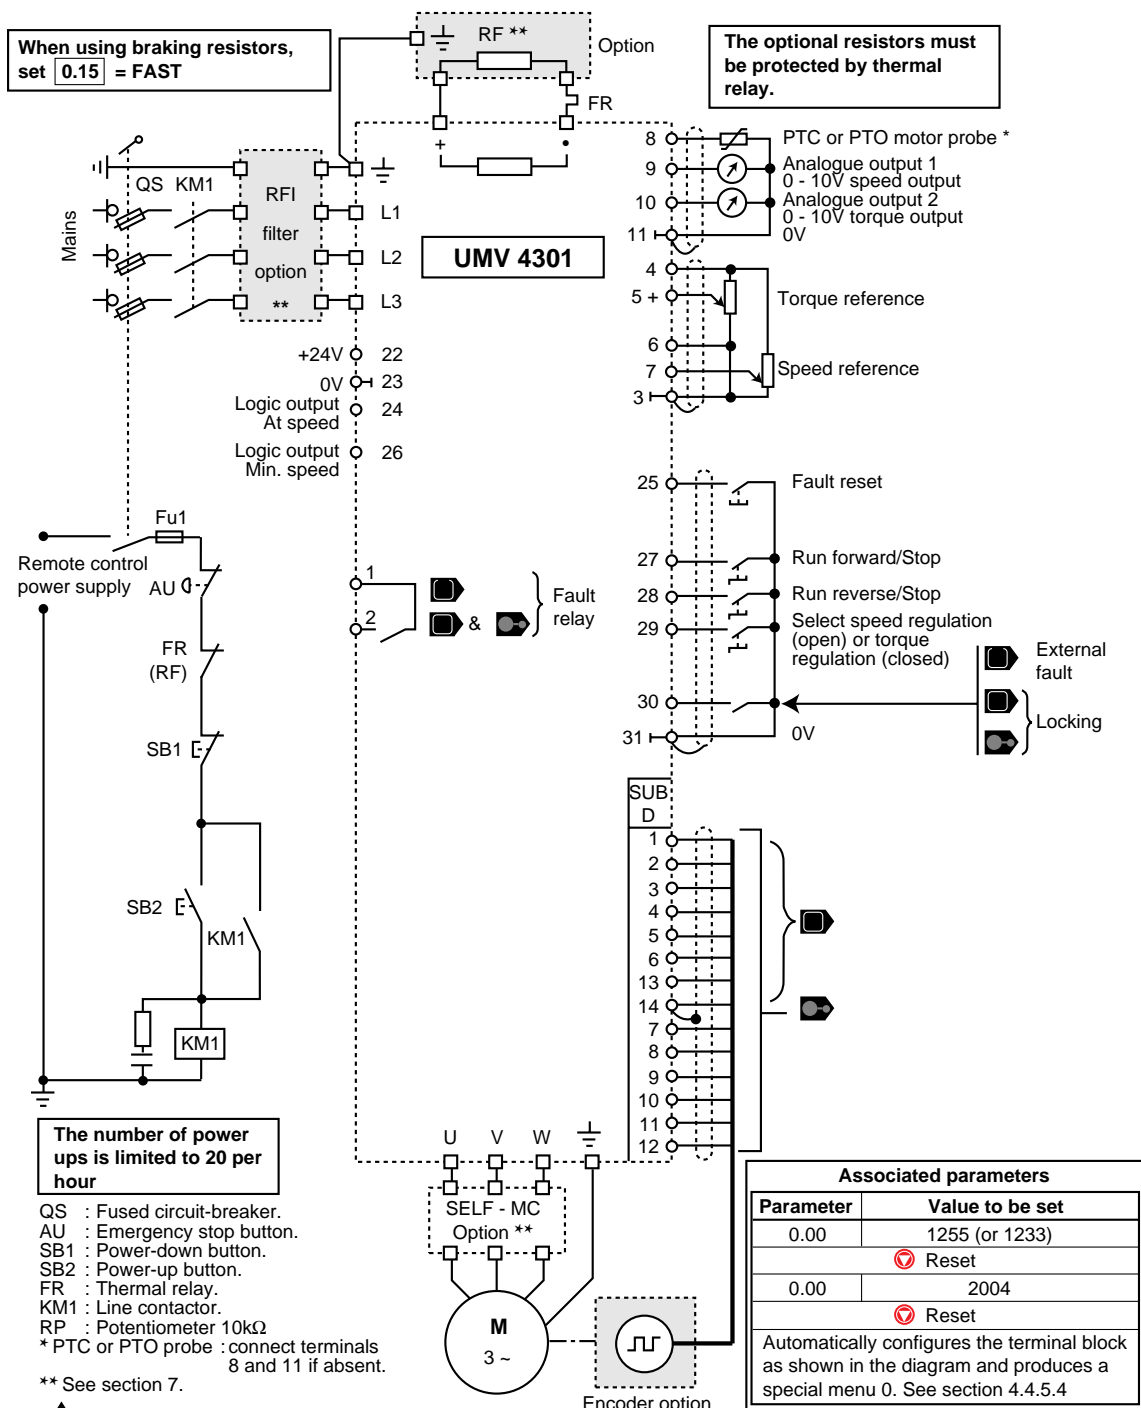 When using braking resistors,
set 0.15 = FAST
RF **
Option
FR
The optional resistors must
be protected by thermal
relay.
+
•
Mains
QS KM1
RFI
filter
option
**
L1
L2
L3
UMV 4301
8 PTC or PTO motor probe *
9 Analogue output 1
0 - 10V speed output
10 Analogue output 2
0 - 10V torque output
11 0V
4
5 + Torque reference
6
7 Speed reference
3
+24V 22
0V 23
Logic output 24
At speed
Logic output 26
Min. speed
25 Fault reset
27 Run forward/Stop
28 Run reverse/Stop
29 Select speed regulation
(open) or torque
regulation (closed)
30
31 0V
External
fault
Locking
1
2
&
Fault
relay
Fu1
Remote control
power supply
AU
FR
(RF)
SB1
SB2
KM1
KM1
SUB
D
1
2
3
4
5
6
13
14
7
8
9
10
11
12
U V W
SELF - MC
Option **
M
3 ~
Encoder option
The number of power
ups is limited to 20 per
hour
QS : Fused circuit-breaker.
AU : Emergency stop button.
SB1 : Power-down button.
SB2 : Power-up button.
FR : Thermal relay.
KM1 : Line contactor.
RP : Potentiometer 10kΩ
* PTC or PTO probe : connect terminals
8 and 11 if absent.
** See section 7.
Associated parameters
Parameter Value to be set
0.00 1255 (or 1233)
Reset
0.00 2004
Reset
Automatically configures the terminal block
as shown in the diagram and produces a
special menu 0. See section 4.4.5.4